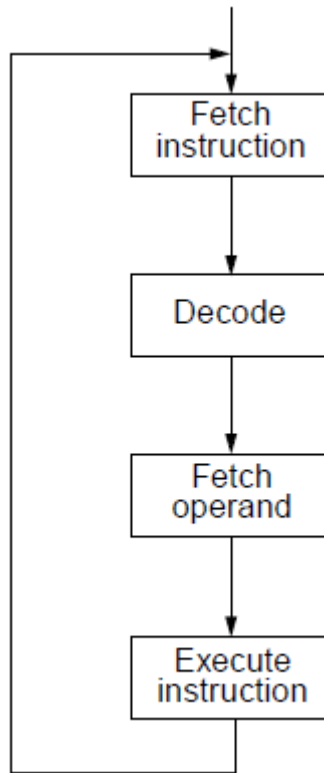 Fetch
instruction
Decode
Fetch
operand
Execute
instruction